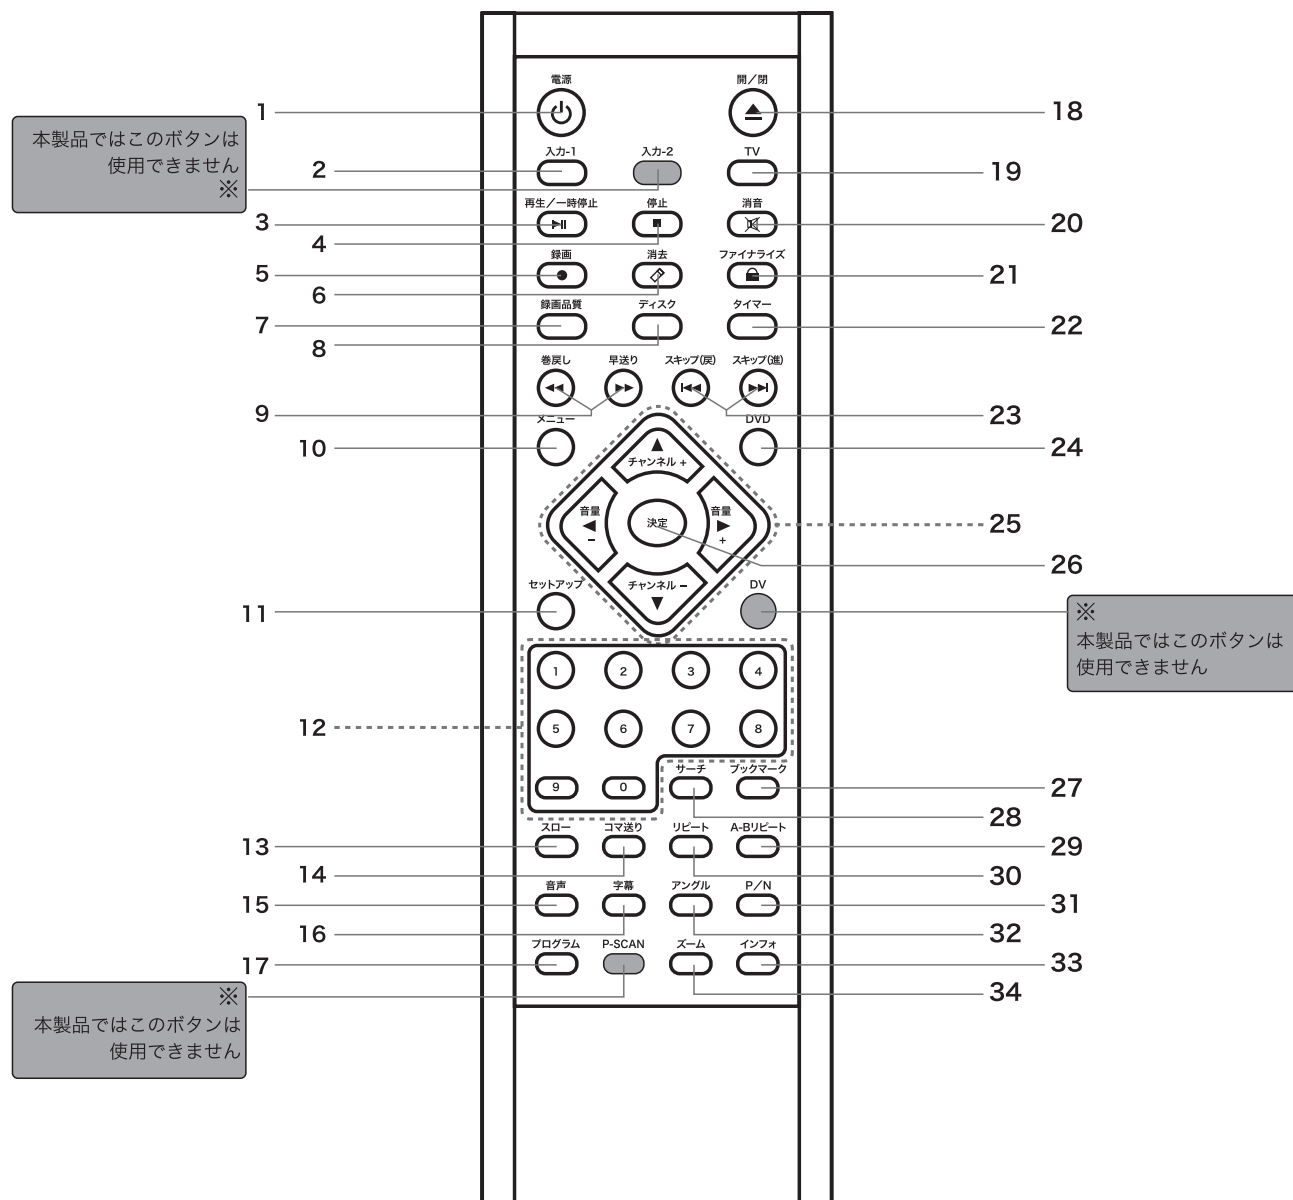 電源
開／閉
1
18
本製品ではこのボタンは
使用できません
※
入力-1
入力-2
TV
2
19
再生／一時停止
停止
消音
3
20
4
録画
消去
ファイナライズ
5
21
6
録画品質
ディスク
タイマー
7
22
8
巻戻し
早送り
スキップ(戻)
スキップ(進)
9
23
メニュー
DVD
10
24
チャンネル +
音量
−
決定
音量
+
25
26
チャンネル −
セットアップ
DV
11
※
本製品ではこのボタンは
使用できません
1
2
3
4
12
5
6
7
8
サーチ
ブックマーク
9
0
27
28
スロー
コマ送り
リピート
A-Bリピート
13
29
14
30
音声
字幕
アングル
P／N
15
31
16
32
プログラム
P-SCAN
ズーム
インフォ
17
33
34
※
本製品ではこのボタンは
使用できません